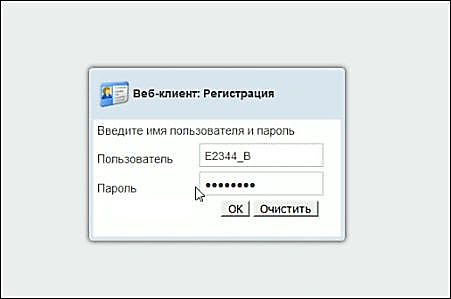 Веб-клиент: Регистрация
Введите имя пользователя и пароль
Пользователь E2344_B
Пароль ••••••••
OK Очистить